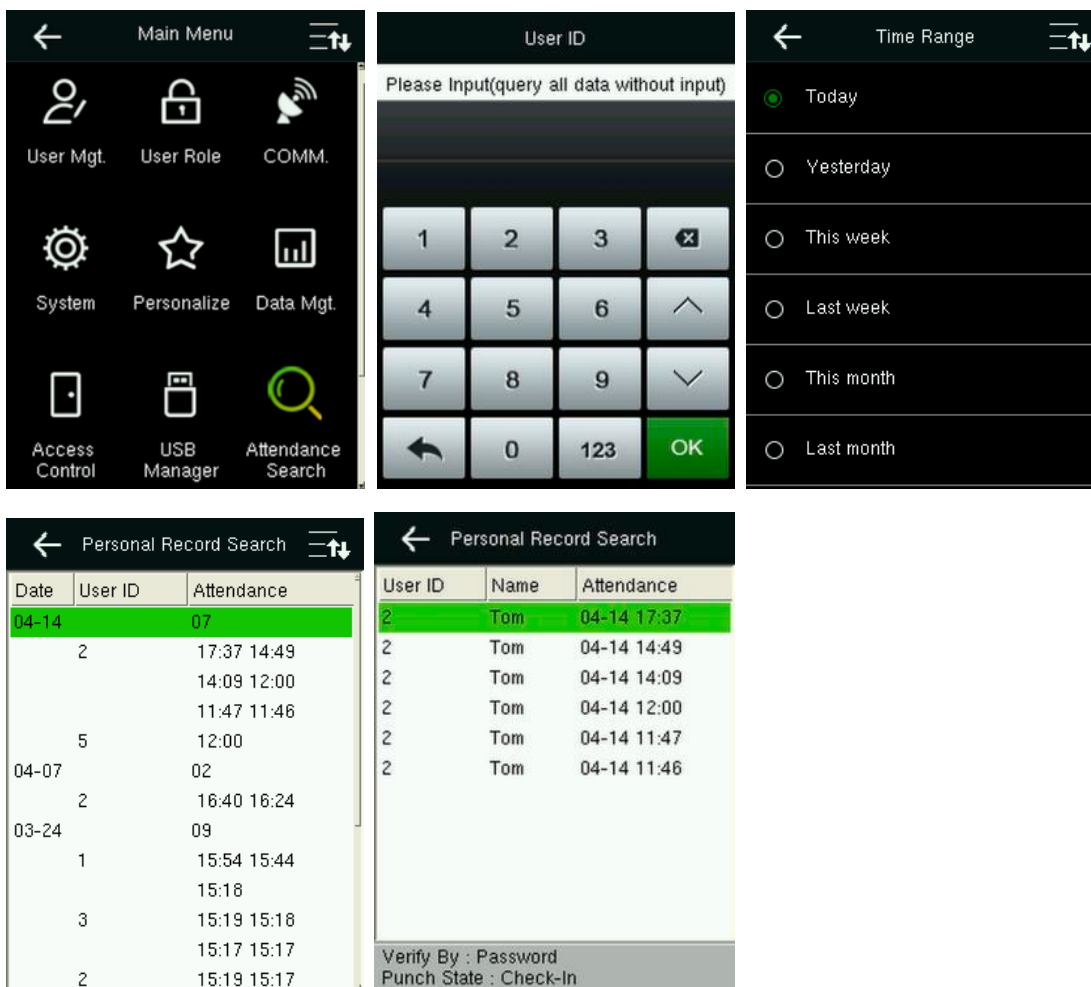 Main Menu
User Mgt. User Role COMM.
System Personalize Data Mgt.
Access Control USB Manager Attendance Search
User ID
Please Input(query all data without input)
1 2 3
4 5 6
7 8 9
0 123 OK
Time Range
Today
Yesterday
This week
Last week
This month
Last month
Personal Record Search
Date User ID Attendance
04-14 07
2 17:37 14:49
14:09 12:00
11:47 11:46
5 12:00
04-07 02
2 16:40 16:24
03-24 09
1 15:54 15:44
15:18
3 15:19 15:18
15:17 15:17
2 15:19 15:17
Personal Record Search
User ID Name Attendance
2 Tom 04-14 17:37
2 Tom 04-14 14:49
2 Tom 04-14 14:09
2 Tom 04-14 12:00
2 Tom 04-14 11:47
2 Tom 04-14 11:46
Verify By : Password
Punch State : Check-In